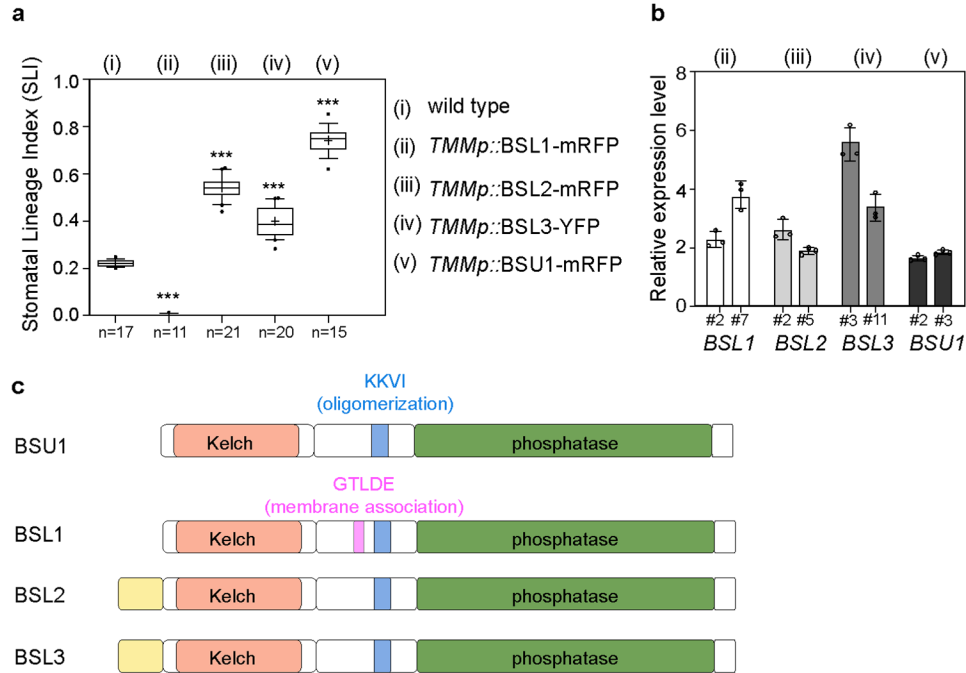 a
(i) (ii) (iii) (iv) (v)
Stomatal Lineage Index (SLI)
1.0
0.8
0.6
0.4
0.2
0.0
*** *** *** ***
n=17 n=11 n=21 n=20 n=15
(i) wild type
(ii) TMMp::BSL1-mRFP
(iii) TMMp::BSL2-mRFP
(iv) TMMp::BSL3-YFP
(v) TMMp::BSU1-mRFP
b
(ii) (iii) (iv) (v)
Relative expression level
8
6
4
2
0
#2 #7 #2 #5 #3 #11 #2 #3
BSL1 BSL2 BSL3 BSU1
c
KKVI
(oligomerization)
BSU1 Kelch phosphatase
GTLDE
(membrane association)
BSL1 Kelch phosphatase
BSL2 Kelch phosphatase
BSL3 Kelch phosphatase